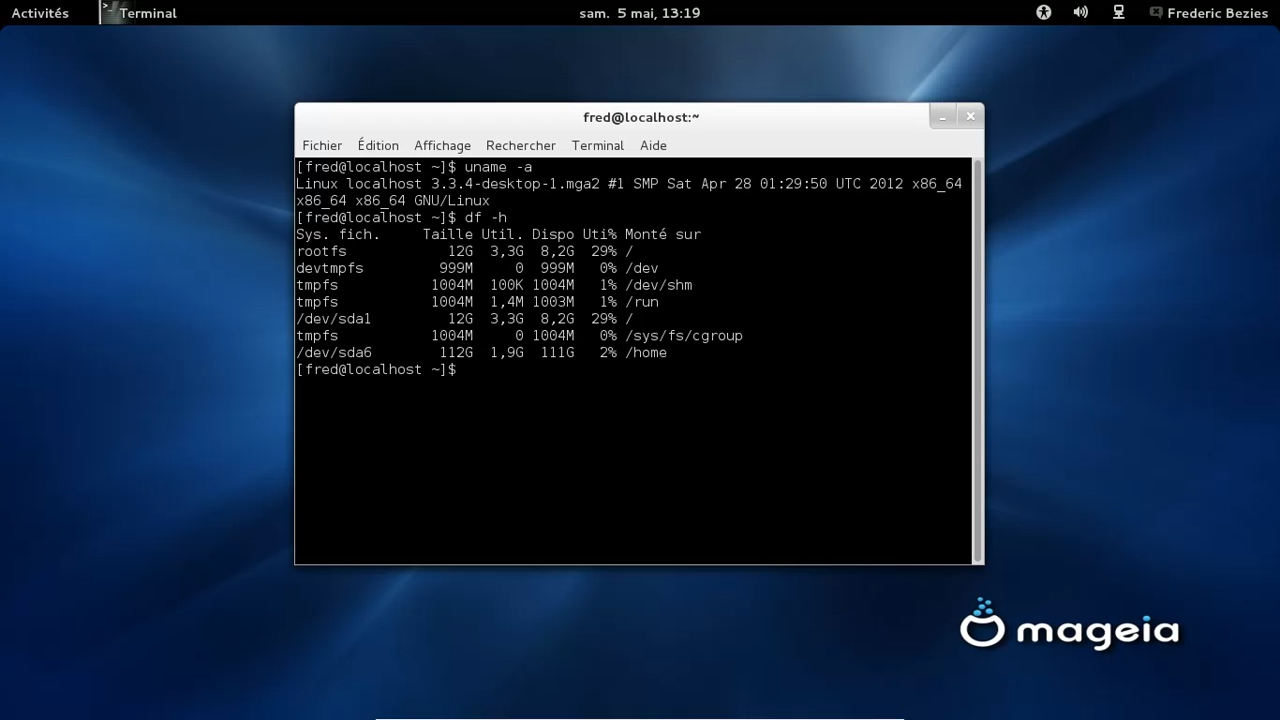 Activités Terminal sam. 5 mai, 13:19 Frederic Bezies
fred@localhost:~
Fichier Édition Affichage Rechercher Terminal Aide
[fred@localhost ~]$ uname -a
Linux localhost 3.3.4-desktop-1.mga2 #1 SMP Sat Apr 28 01:29:50 UTC 2012 x86_64
x86_64 x86_64 GNU/Linux
[fred@localhost ~]$ df -h
Sys. fich. Taille Util. Dispo Uti% Monté sur
rootfs 12G 3,3G 8,2G 29% /
devtmpfs 999M 0 999M 0% /dev
tmpfs 1004M 100K 1004M 1% /dev/shm
tmpfs 1004M 1,4M 1003M 1% /run
/dev/sda1 12G 3,3G 8,2G 29% /
tmpfs 1004M 0 1004M 0% /sys/fs/cgroup
/dev/sda6 112G 1,9G 111G 2% /home
[fred@localhost ~]$
mageia